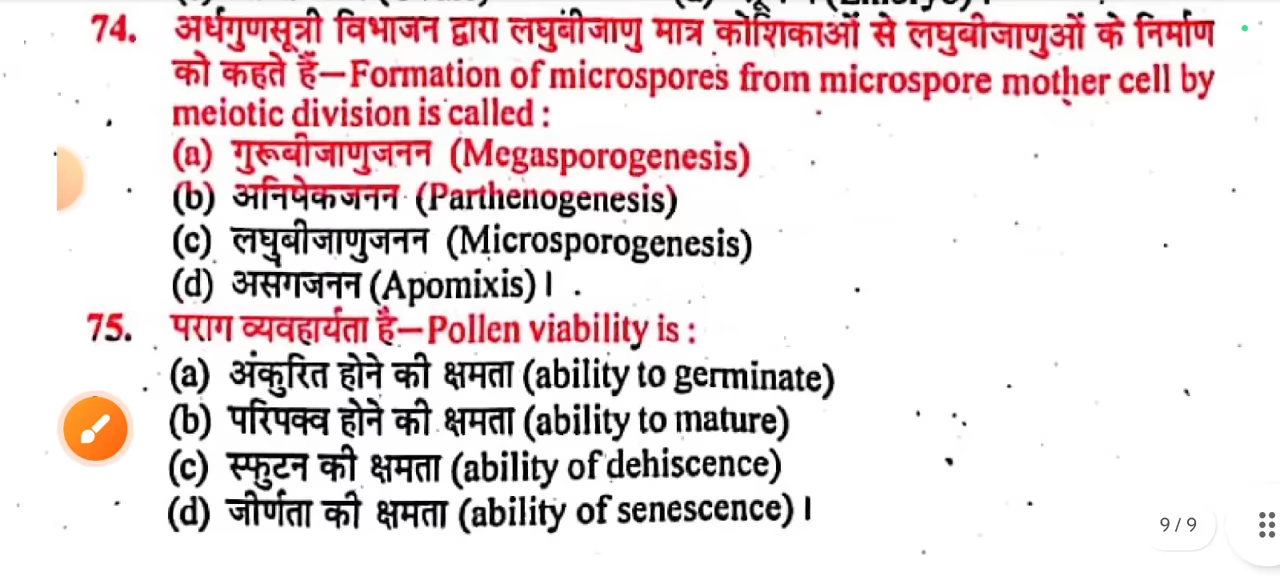 74. अर्धगुणसूत्री विभाजन द्वारा लघुबीजाणु मात्र कोशिकाओं से लघुबीजाणुओं के निर्माण
को कहते हैं—Formation of microspores from microspore mother cell by
meiotic division is called :
(a) गुरूबीजाणुजनन (Megasporogenesis)
(b) अनिषेकजनन (Parthenogenesis)
(c) लघुबीजाणुजनन (Microsporogenesis)
(d) असंगजनन (Apomixis)।
75. पराग व्यवहार्यता है—Pollen viability is :
(a) अंकुरित होने की क्षमता (ability to germinate)
(b) परिपक्व होने की क्षमता (ability to mature)
(c) स्फुटन की क्षमता (ability of dehiscence)
(d) जीर्णता की क्षमता (ability of senescence)।
9/9